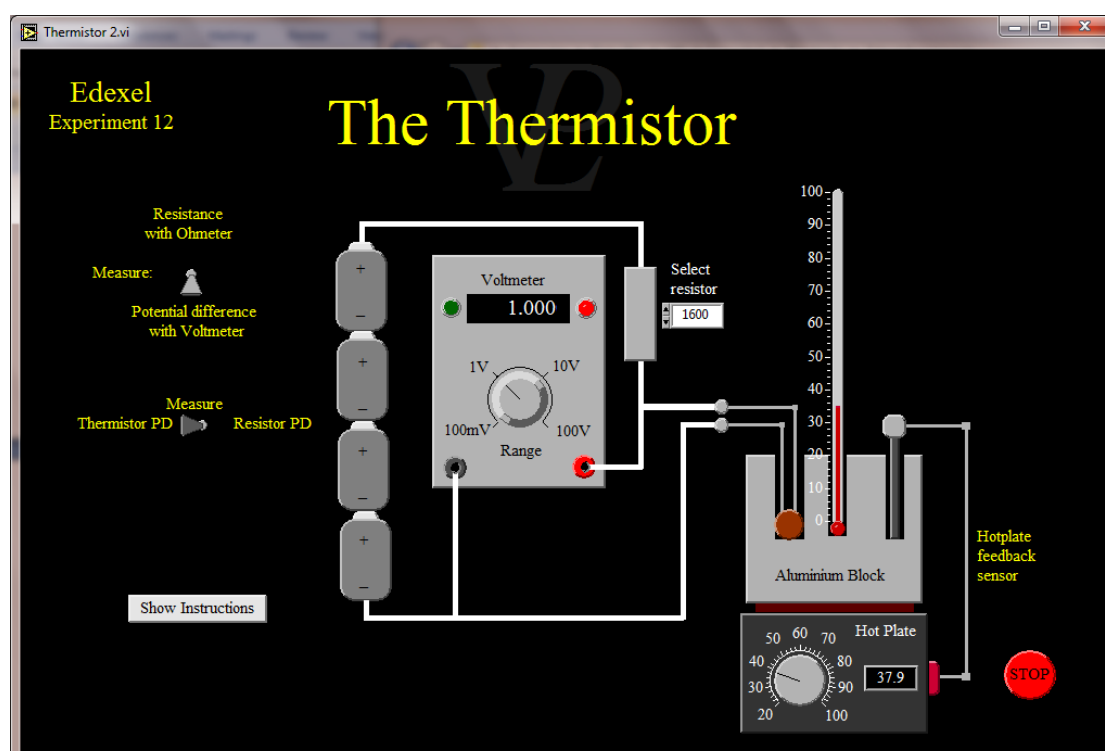 Thermistor 2.vi
Edexel
Experiment 12
The Thermistor
VPL
Resistance
with Ohmeter
Measure:
Potential difference
with Voltmeter
Measure
Thermistor PD
Resistor PD
Show Instructions
+
–
+
–
+
–
+
–
Voltmeter
1.000
1V
10V
100mV
100V
Range
Select
resistor
1600
100
90
80
70
60
50
40
30
20
10
0
Aluminium Block
Hotplate
feedback
sensor
Hot Plate
37.9
20
30
40
50
60
70
80
90
100
STOP